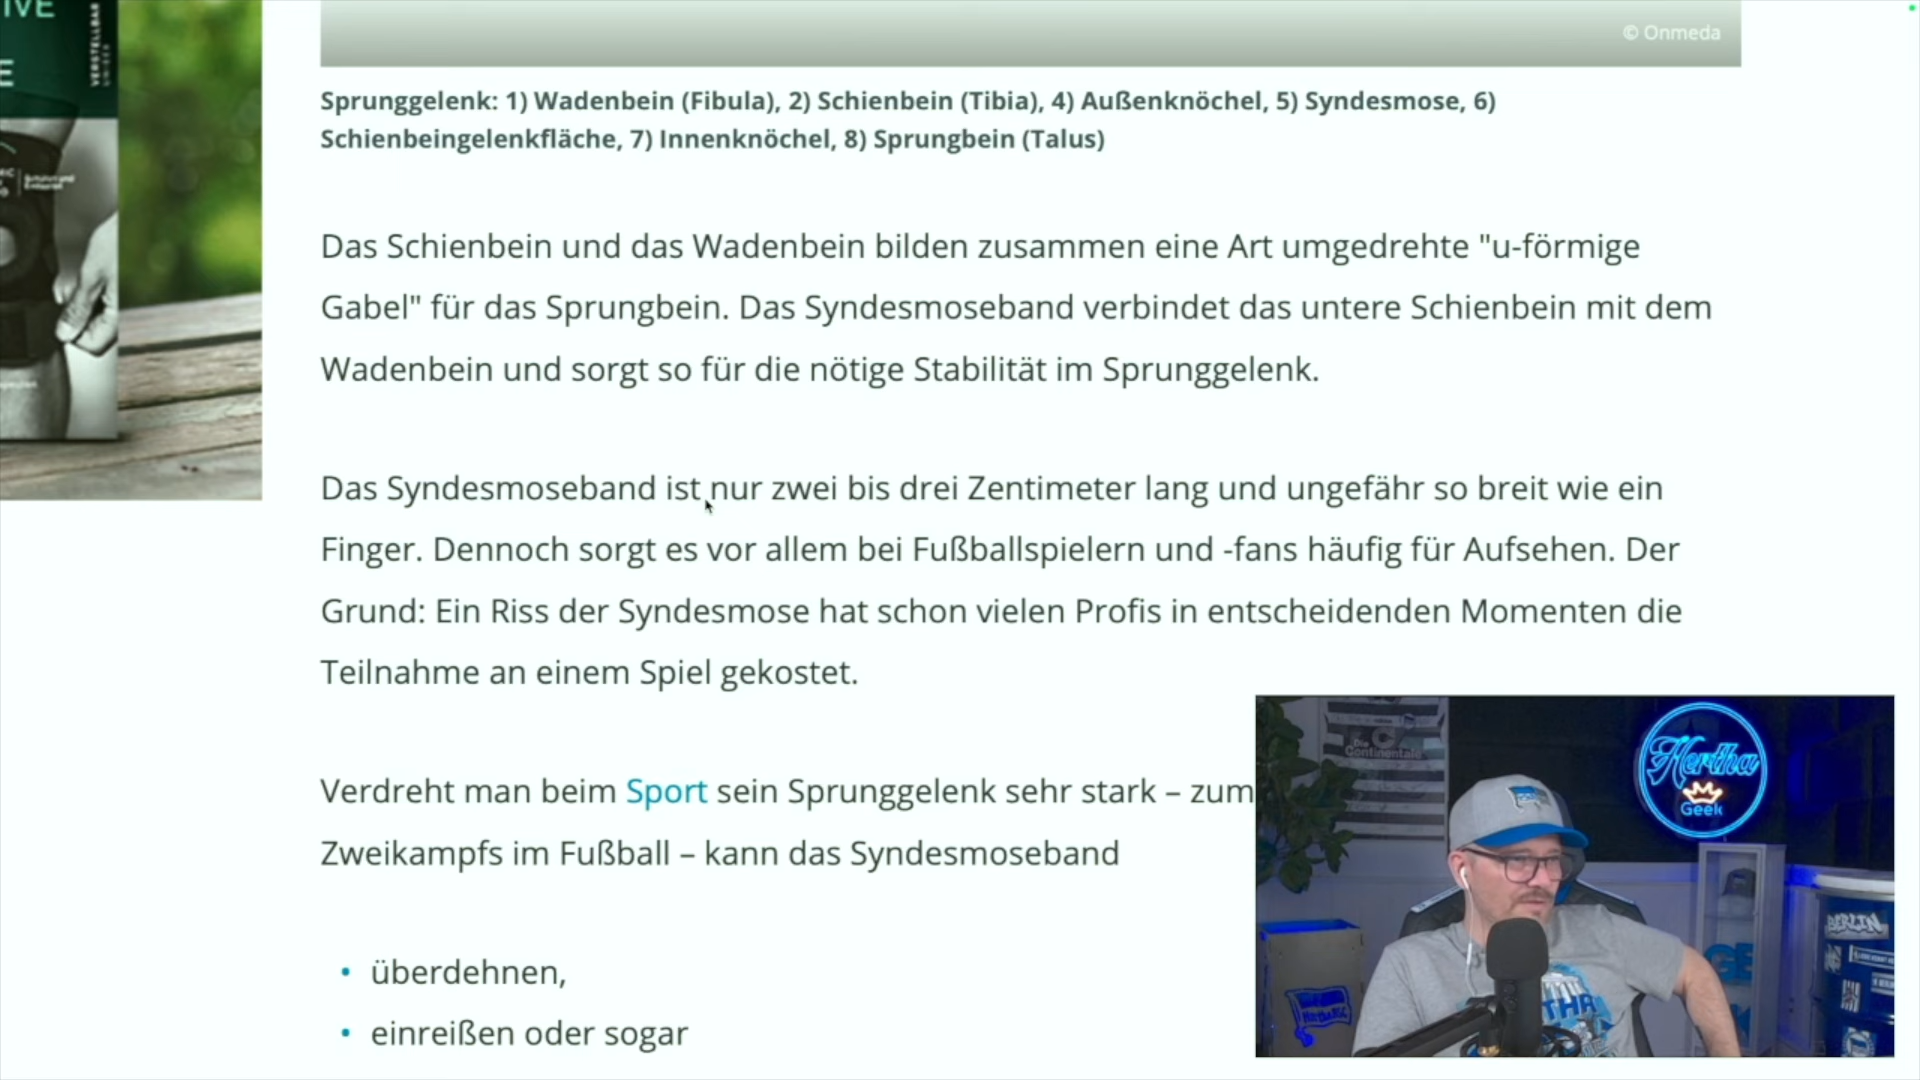 IVE
E
VERSTELLBAR
© Onmeda
Sprunggelenk: 1) Wadenbein (Fibula), 2) Schienbein (Tibia), 4) Außenknöchel, 5) Syndesmose, 6)
Schienbeingelenkfläche, 7) Innenknöchel, 8) Sprungbein (Talus)
Das Schienbein und das Wadenbein bilden zusammen eine Art umgedrehte "u-förmige
Gabel" für das Sprungbein. Das Syndesmoseband verbindet das untere Schienbein mit dem
Wadenbein und sorgt so für die nötige Stabilität im Sprunggelenk.
Das Syndesmoseband ist nur zwei bis drei Zentimeter lang und ungefähr so breit wie ein
Finger. Dennoch sorgt es vor allem bei Fußballspielern und -fans häufig für Aufsehen. Der
Grund: Ein Riss der Syndesmose hat schon vielen Profis in entscheidenden Momenten die
Teilnahme an einem Spiel gekostet.
Verdreht man beim Sport sein Sprunggelenk sehr stark – zum
Zweikampfs im Fußball – kann das Syndesmoseband
• überdehnen,
• einreißen oder sogar
Die
Continentale
Hertha
Geek
BERLIN